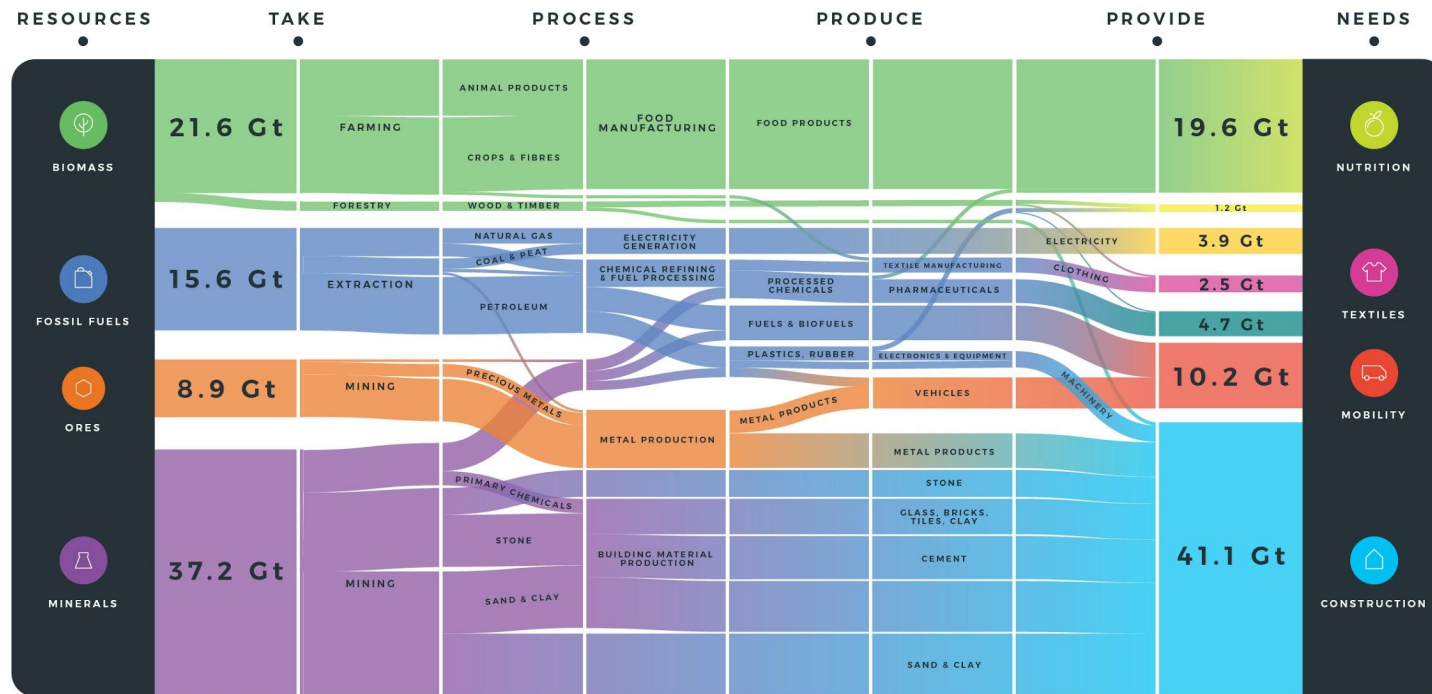 RESOURCES
TAKE
PROCESS
PRODUCE
PROVIDE
NEEDS
BIOMASS
FOSSIL FUELS
ORES
MINERALS
21.6 Gt
15.6 Gt
8.9 Gt
37.2 Gt
FARMING
FORESTRY
EXTRACTION
MINING
MINING
ANIMAL PRODUCTS
CROPS & FIBRES
WOOD & TIMBER
NATURAL GAS
COAL & PEAT
PETROLEUM
PRECIOUS METALS
PRIMARY CHEMICALS
STONE
SAND & CLAY
FOOD
MANUFACTURING
ELECTRICITY
GENERATION
CHEMICAL REFINING
& FUEL PROCESSING
METAL PRODUCTION
BUILDING MATERIAL
PRODUCTION
FOOD PRODUCTS
PROCESSED
CHEMICALS
FUELS & BIOFUELS
PLASTICS, RUBBER
METAL PRODUCTS
TEXTILE MANUFACTURING
PHARMACEUTICALS
ELECTRONICS & EQUIPMENT
VEHICLES
METAL PRODUCTS
STONE
GLASS, BRICKS,
TILES, CLAY
CEMENT
SAND & CLAY
ELECTRICITY
CLOTHING
MACHINERY
19.6 Gt
1.2 Gt
3.9 Gt
2.5 Gt
4.7 Gt
10.2 Gt
41.1 Gt
NUTRITION
TEXTILES
MOBILITY
CONSTRUCTION